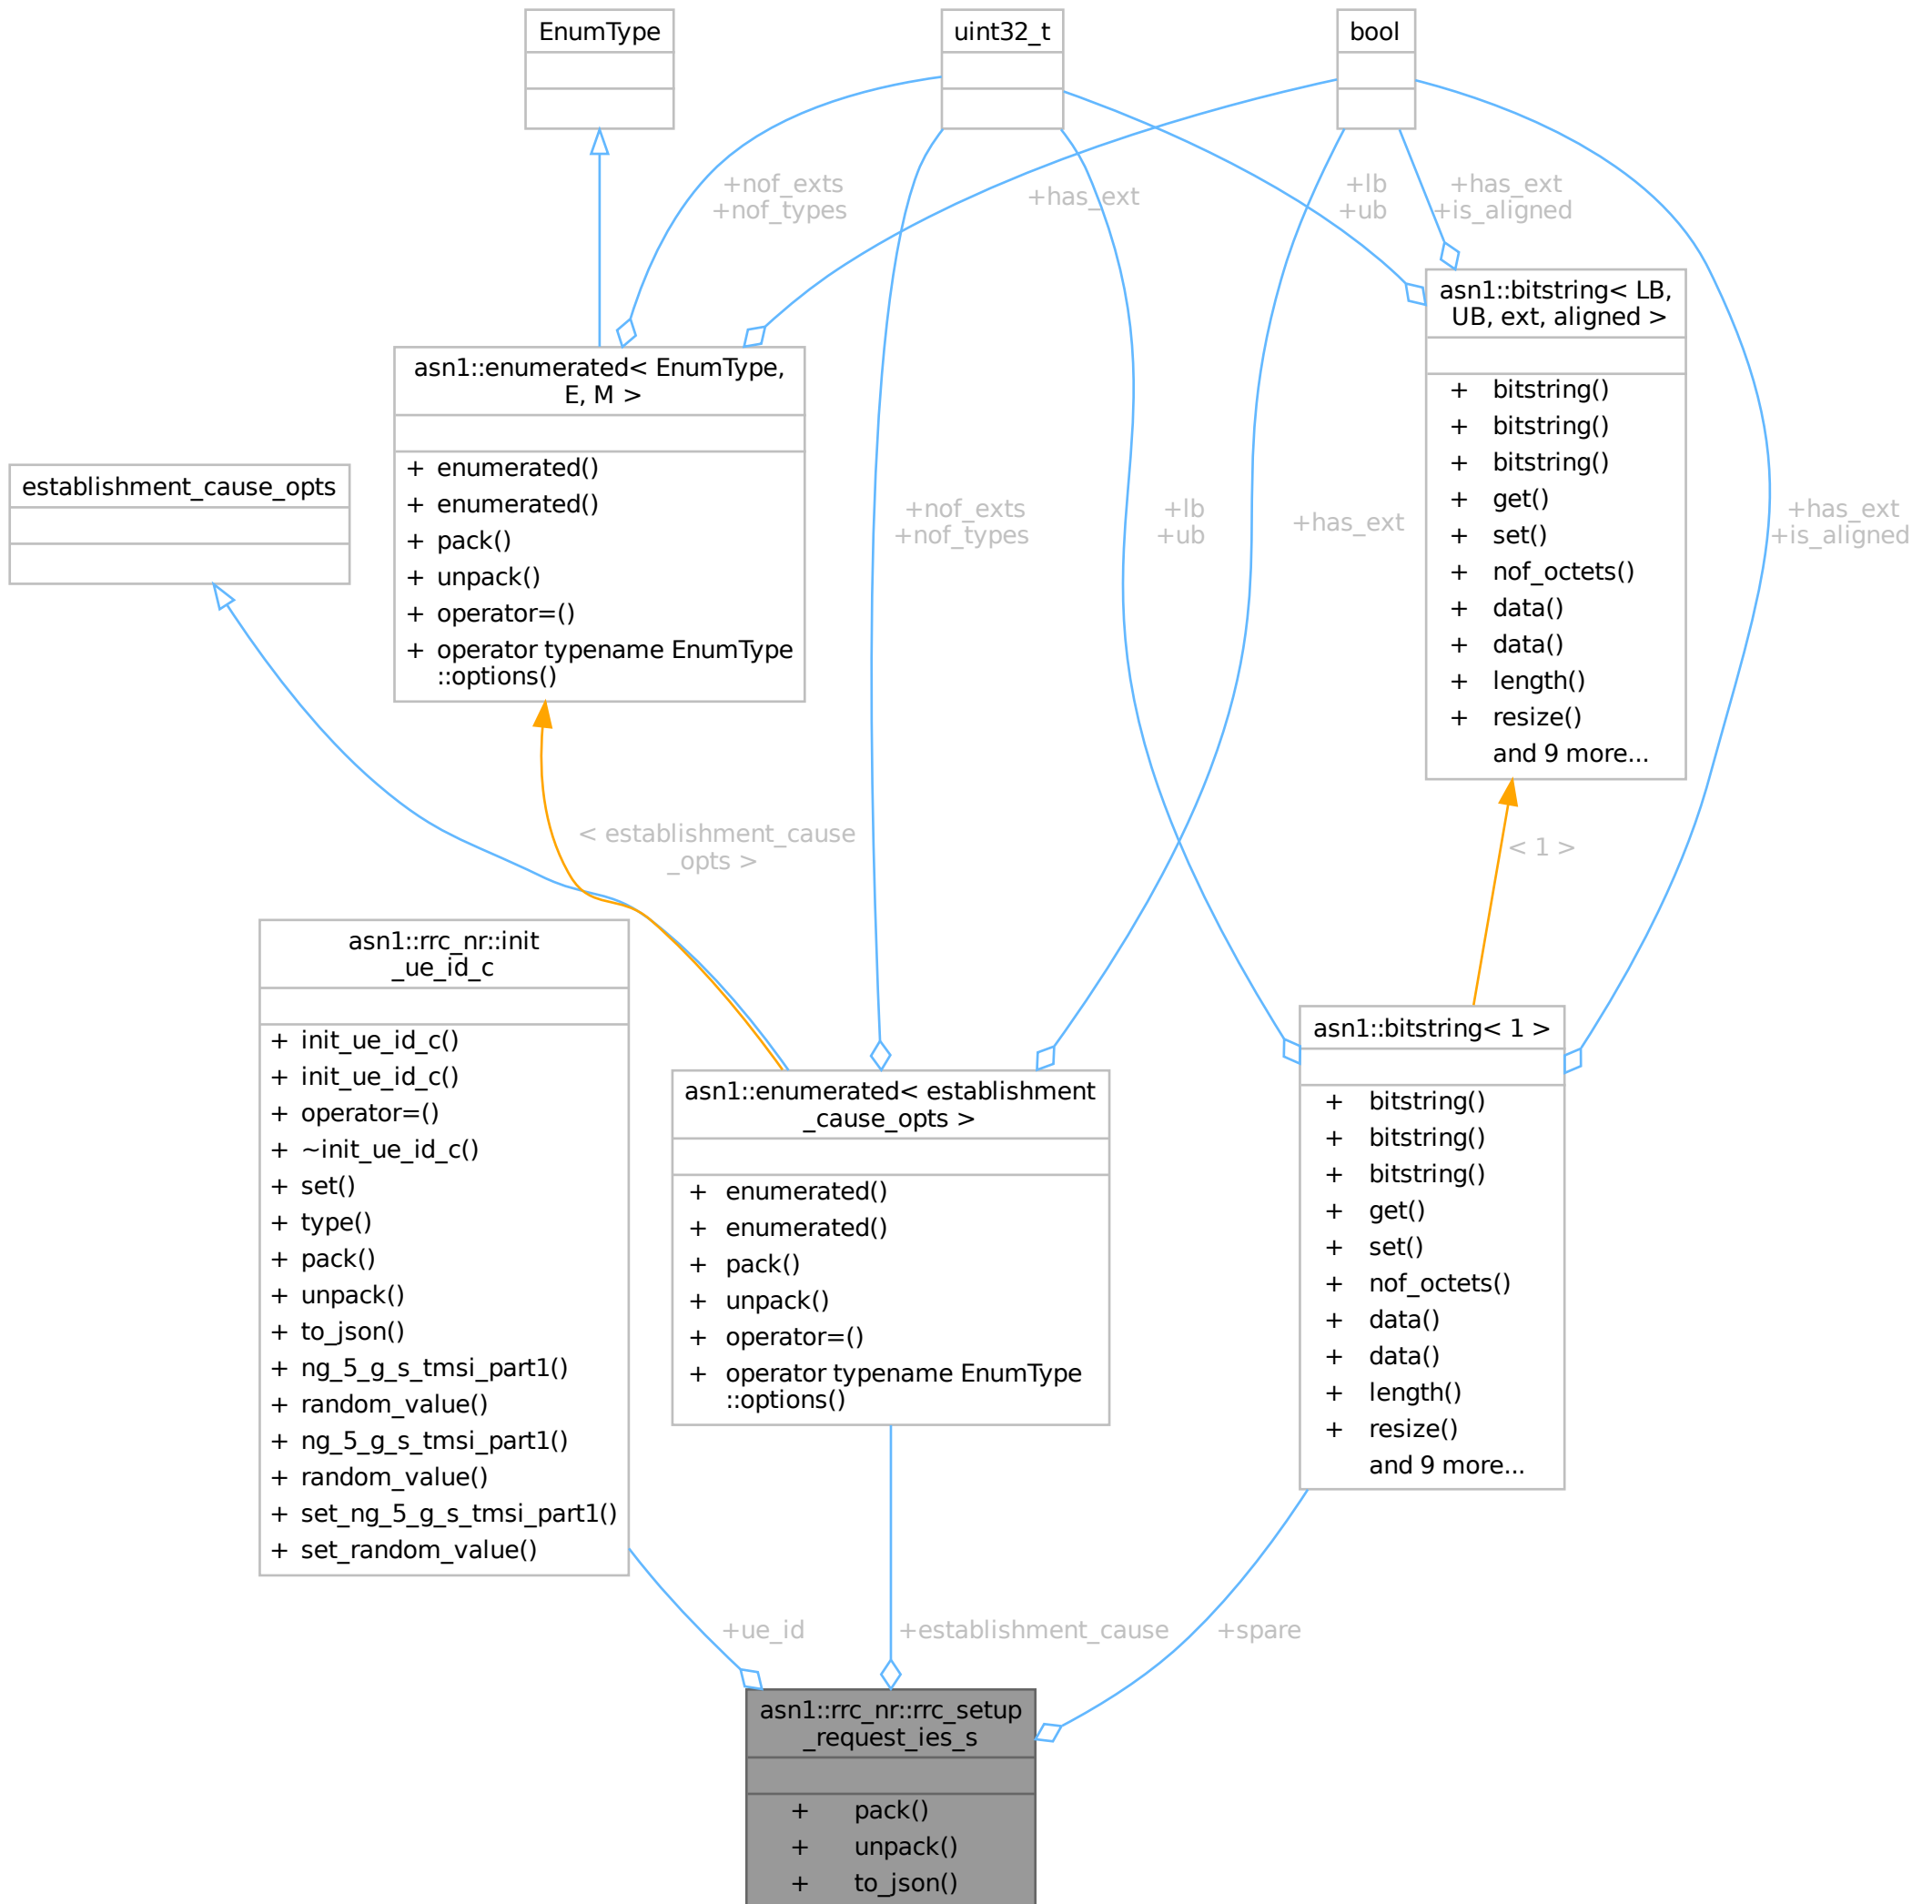 EnumType
uint32_t
bool
+nof_exts
+nof_types
+has_ext
+lb
+ub
+has_ext
+is_aligned
asn1::bitstring< LB,
UB, ext, aligned >
+ bitstring()
+ bitstring()
+ bitstring()
+ get()
+ set()
+ nof_octets()
+ data()
+ data()
+ length()
+ resize()
and 9 more...
asn1::enumerated< EnumType,
E, M >
+ enumerated()
+ enumerated()
+ pack()
+ unpack()
+ operator=()
+ operator typename EnumType
::options()
establishment_cause_opts
+nof_exts
+nof_types
+lb
+ub
+has_ext
+has_ext
+is_aligned
< establishment_cause
_opts >
< 1 >
asn1::rrc_nr::init
_ue_id_c
+ init_ue_id_c()
+ init_ue_id_c()
+ operator=()
+ ~init_ue_id_c()
+ set()
+ type()
+ pack()
+ unpack()
+ to_json()
+ ng_5_g_s_tmsi_part1()
+ random_value()
+ ng_5_g_s_tmsi_part1()
+ random_value()
+ set_ng_5_g_s_tmsi_part1()
+ set_random_value()
asn1::enumerated< establishment
_cause_opts >
+ enumerated()
+ enumerated()
+ pack()
+ unpack()
+ operator=()
+ operator typename EnumType
::options()
asn1::bitstring< 1 >
+ bitstring()
+ bitstring()
+ bitstring()
+ get()
+ set()
+ nof_octets()
+ data()
+ data()
+ length()
+ resize()
and 9 more...
+ue_id
+establishment_cause
+spare
asn1::rrc_nr::rrc_setup
_request_ies_s
+ pack()
+ unpack()
+ to_json()